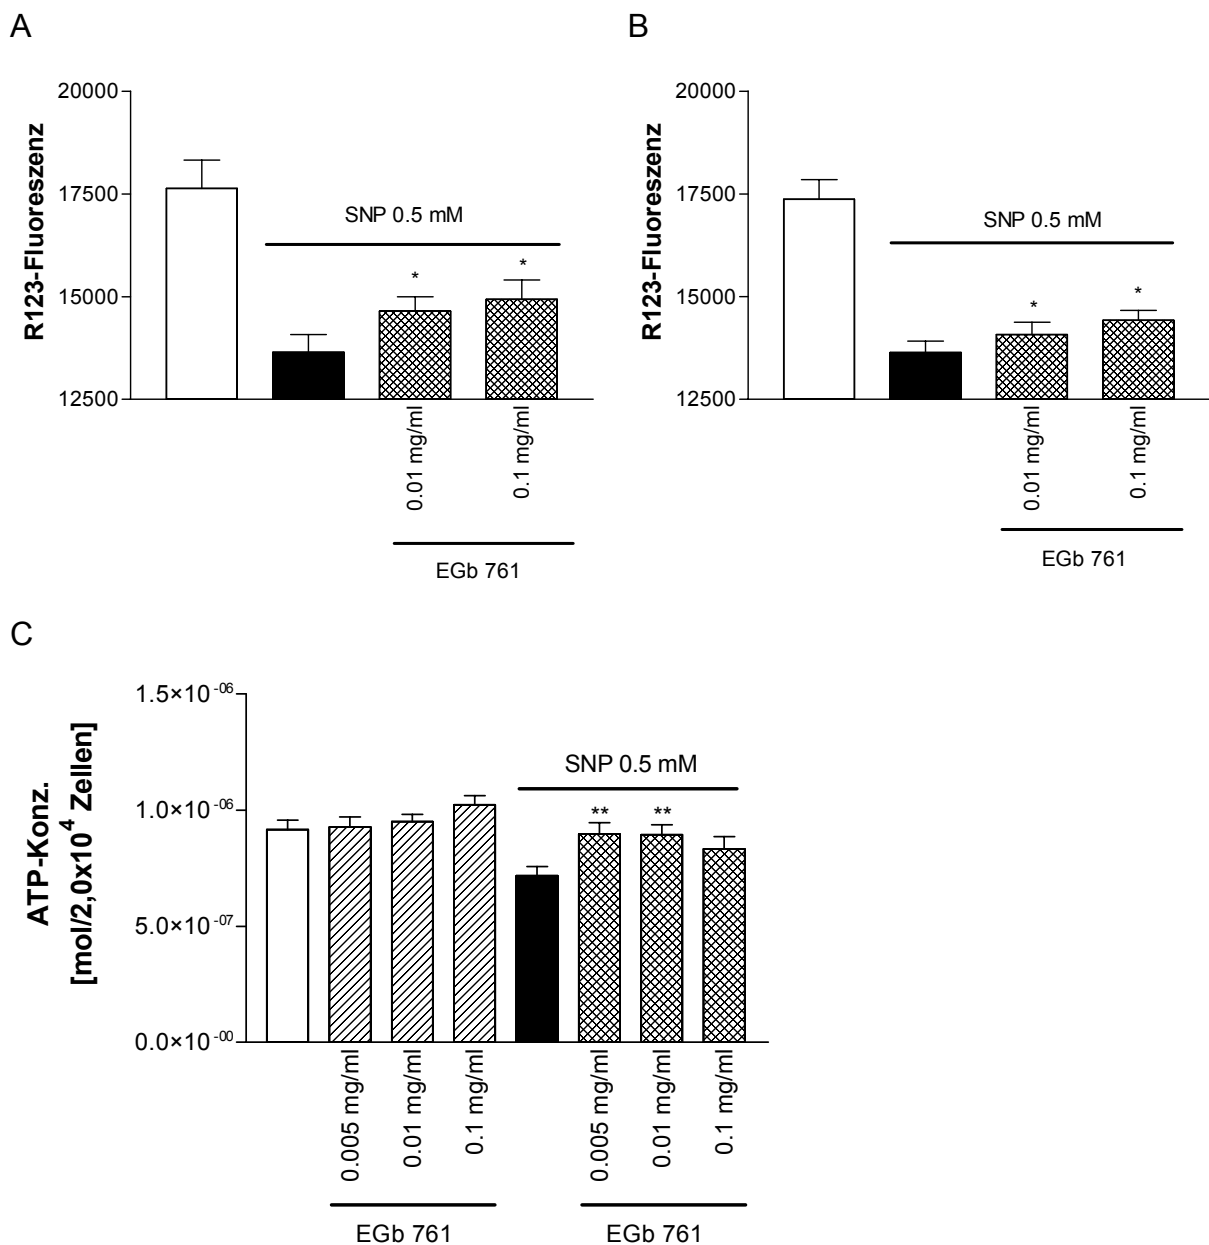 A
20000
17500
15000
12500
R123-Fluoreszenz
SNP 0.5 mM
*
*
0.01 mg/ml
0.1 mg/ml
EGb 761
B
20000
17500
15000
12500
R123-Fluoreszenz
SNP 0.5 mM
*
*
0.01 mg/ml
0.1 mg/ml
EGb 761
C
1.5×10⁻⁰⁶
1.0×10⁻⁰⁶
5.0×10⁻⁰⁷
0.0×10⁻⁰⁰
ATP-Konz.
[mol/2,0x10⁴ Zellen]
SNP 0.5 mM
**
**
0.005 mg/ml
0.01 mg/ml
0.1 mg/ml
0.005 mg/ml
0.01 mg/ml
0.1 mg/ml
EGb 761
EGb 761